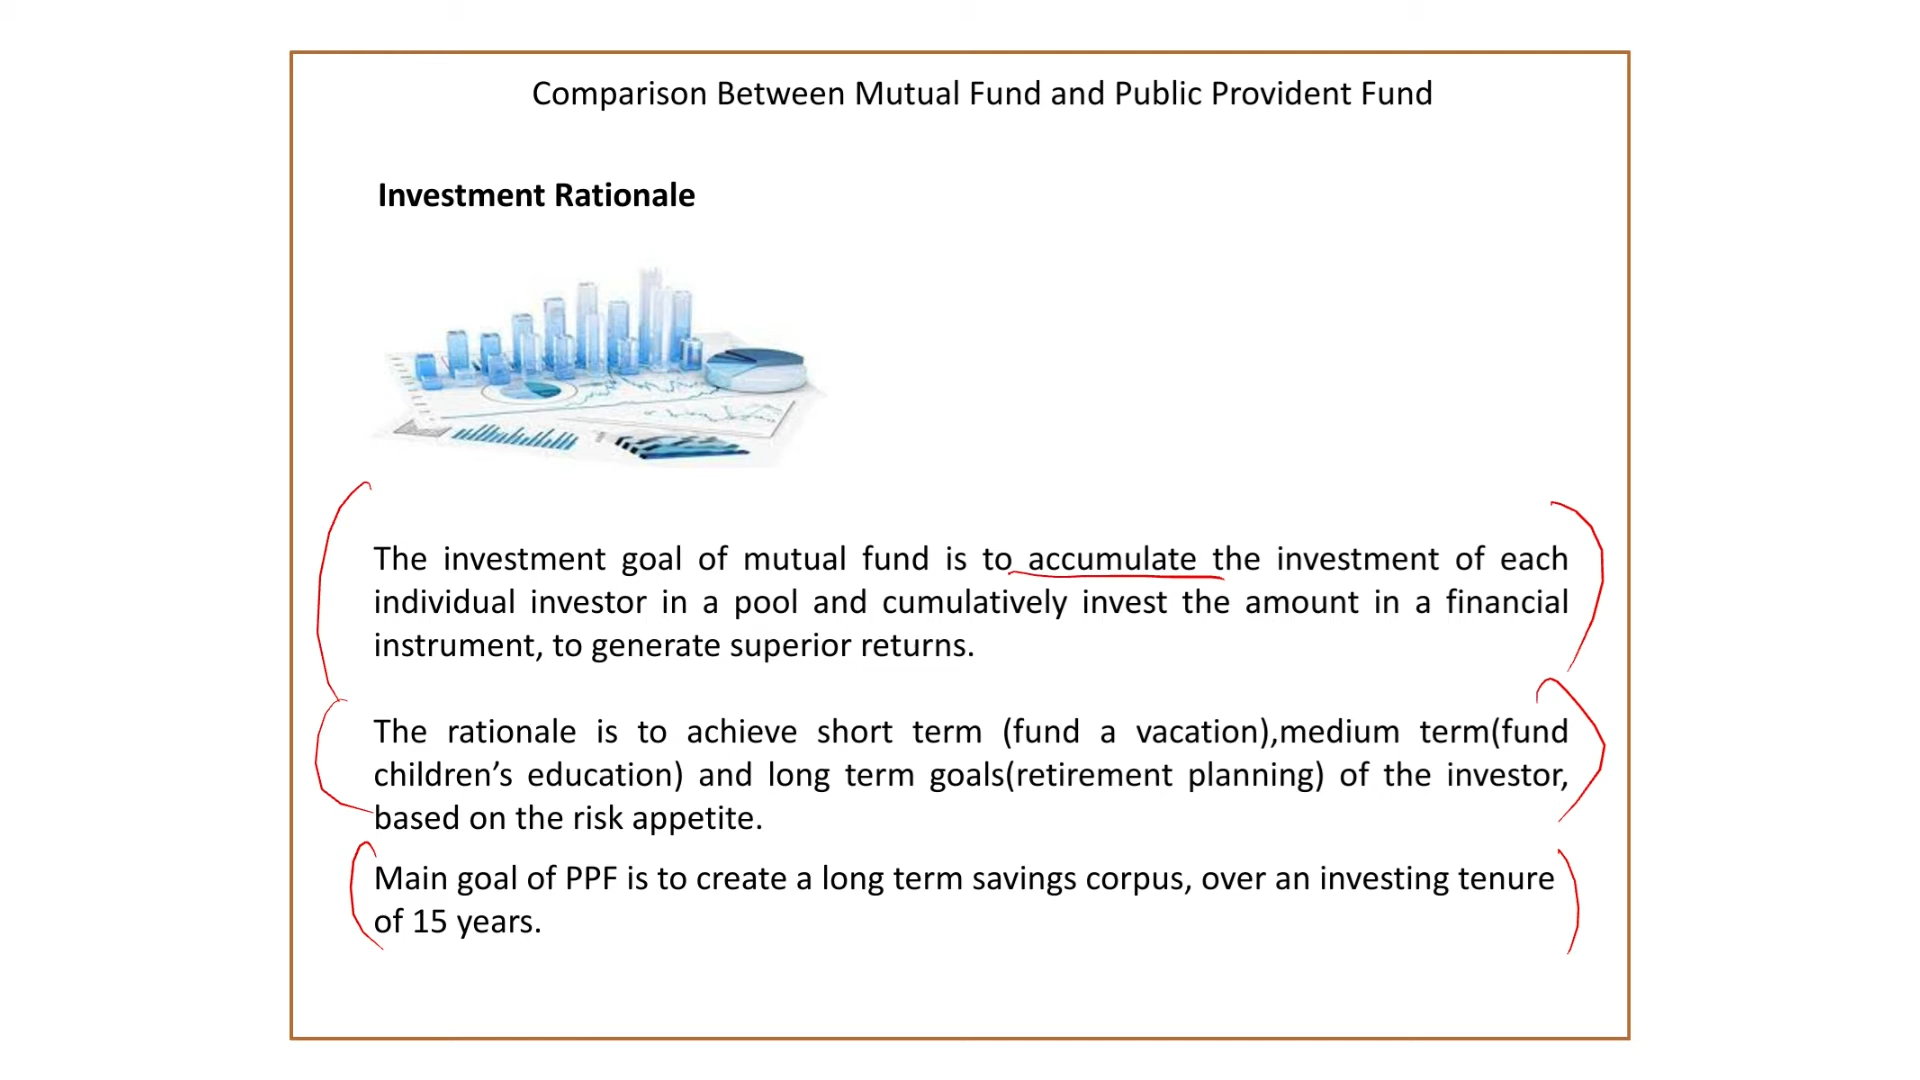 Comparison Between Mutual Fund and Public Provident Fund
Investment Rationale
The investment goal of mutual fund is to accumulate the investment of each
individual investor in a pool and cumulatively invest the amount in a financial
instrument, to generate superior returns.
The rationale is to achieve short term (fund a vacation),medium term(fund
children’s education) and long term goals(retirement planning) of the investor,
based on the risk appetite.
Main goal of PPF is to create a long term savings corpus, over an investing tenure
of 15 years.